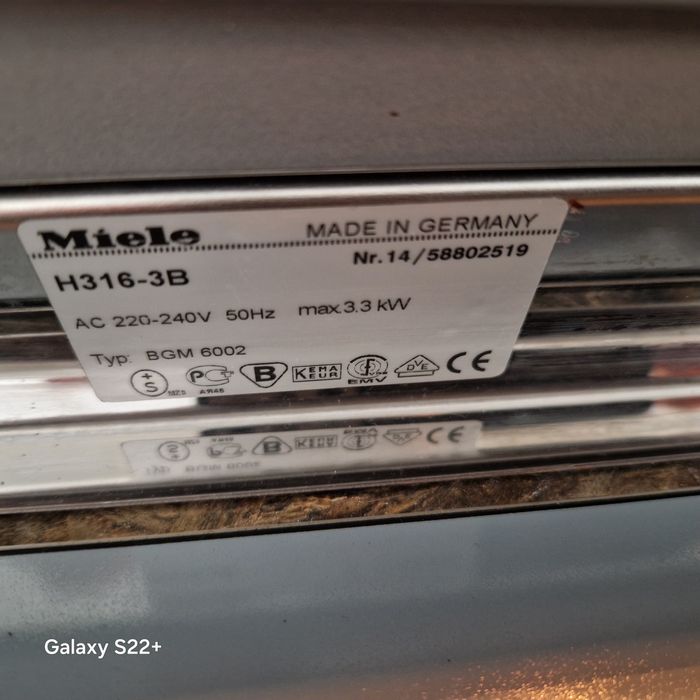 Miele MADE IN GERMANY
Nr.14/58802519
H316-3B
AC 220-240V 50Hz max.3.3 kW
Typ: BGM 6002
+
S B KEMA
KEUR EMV DVE CE
Galaxy S22+